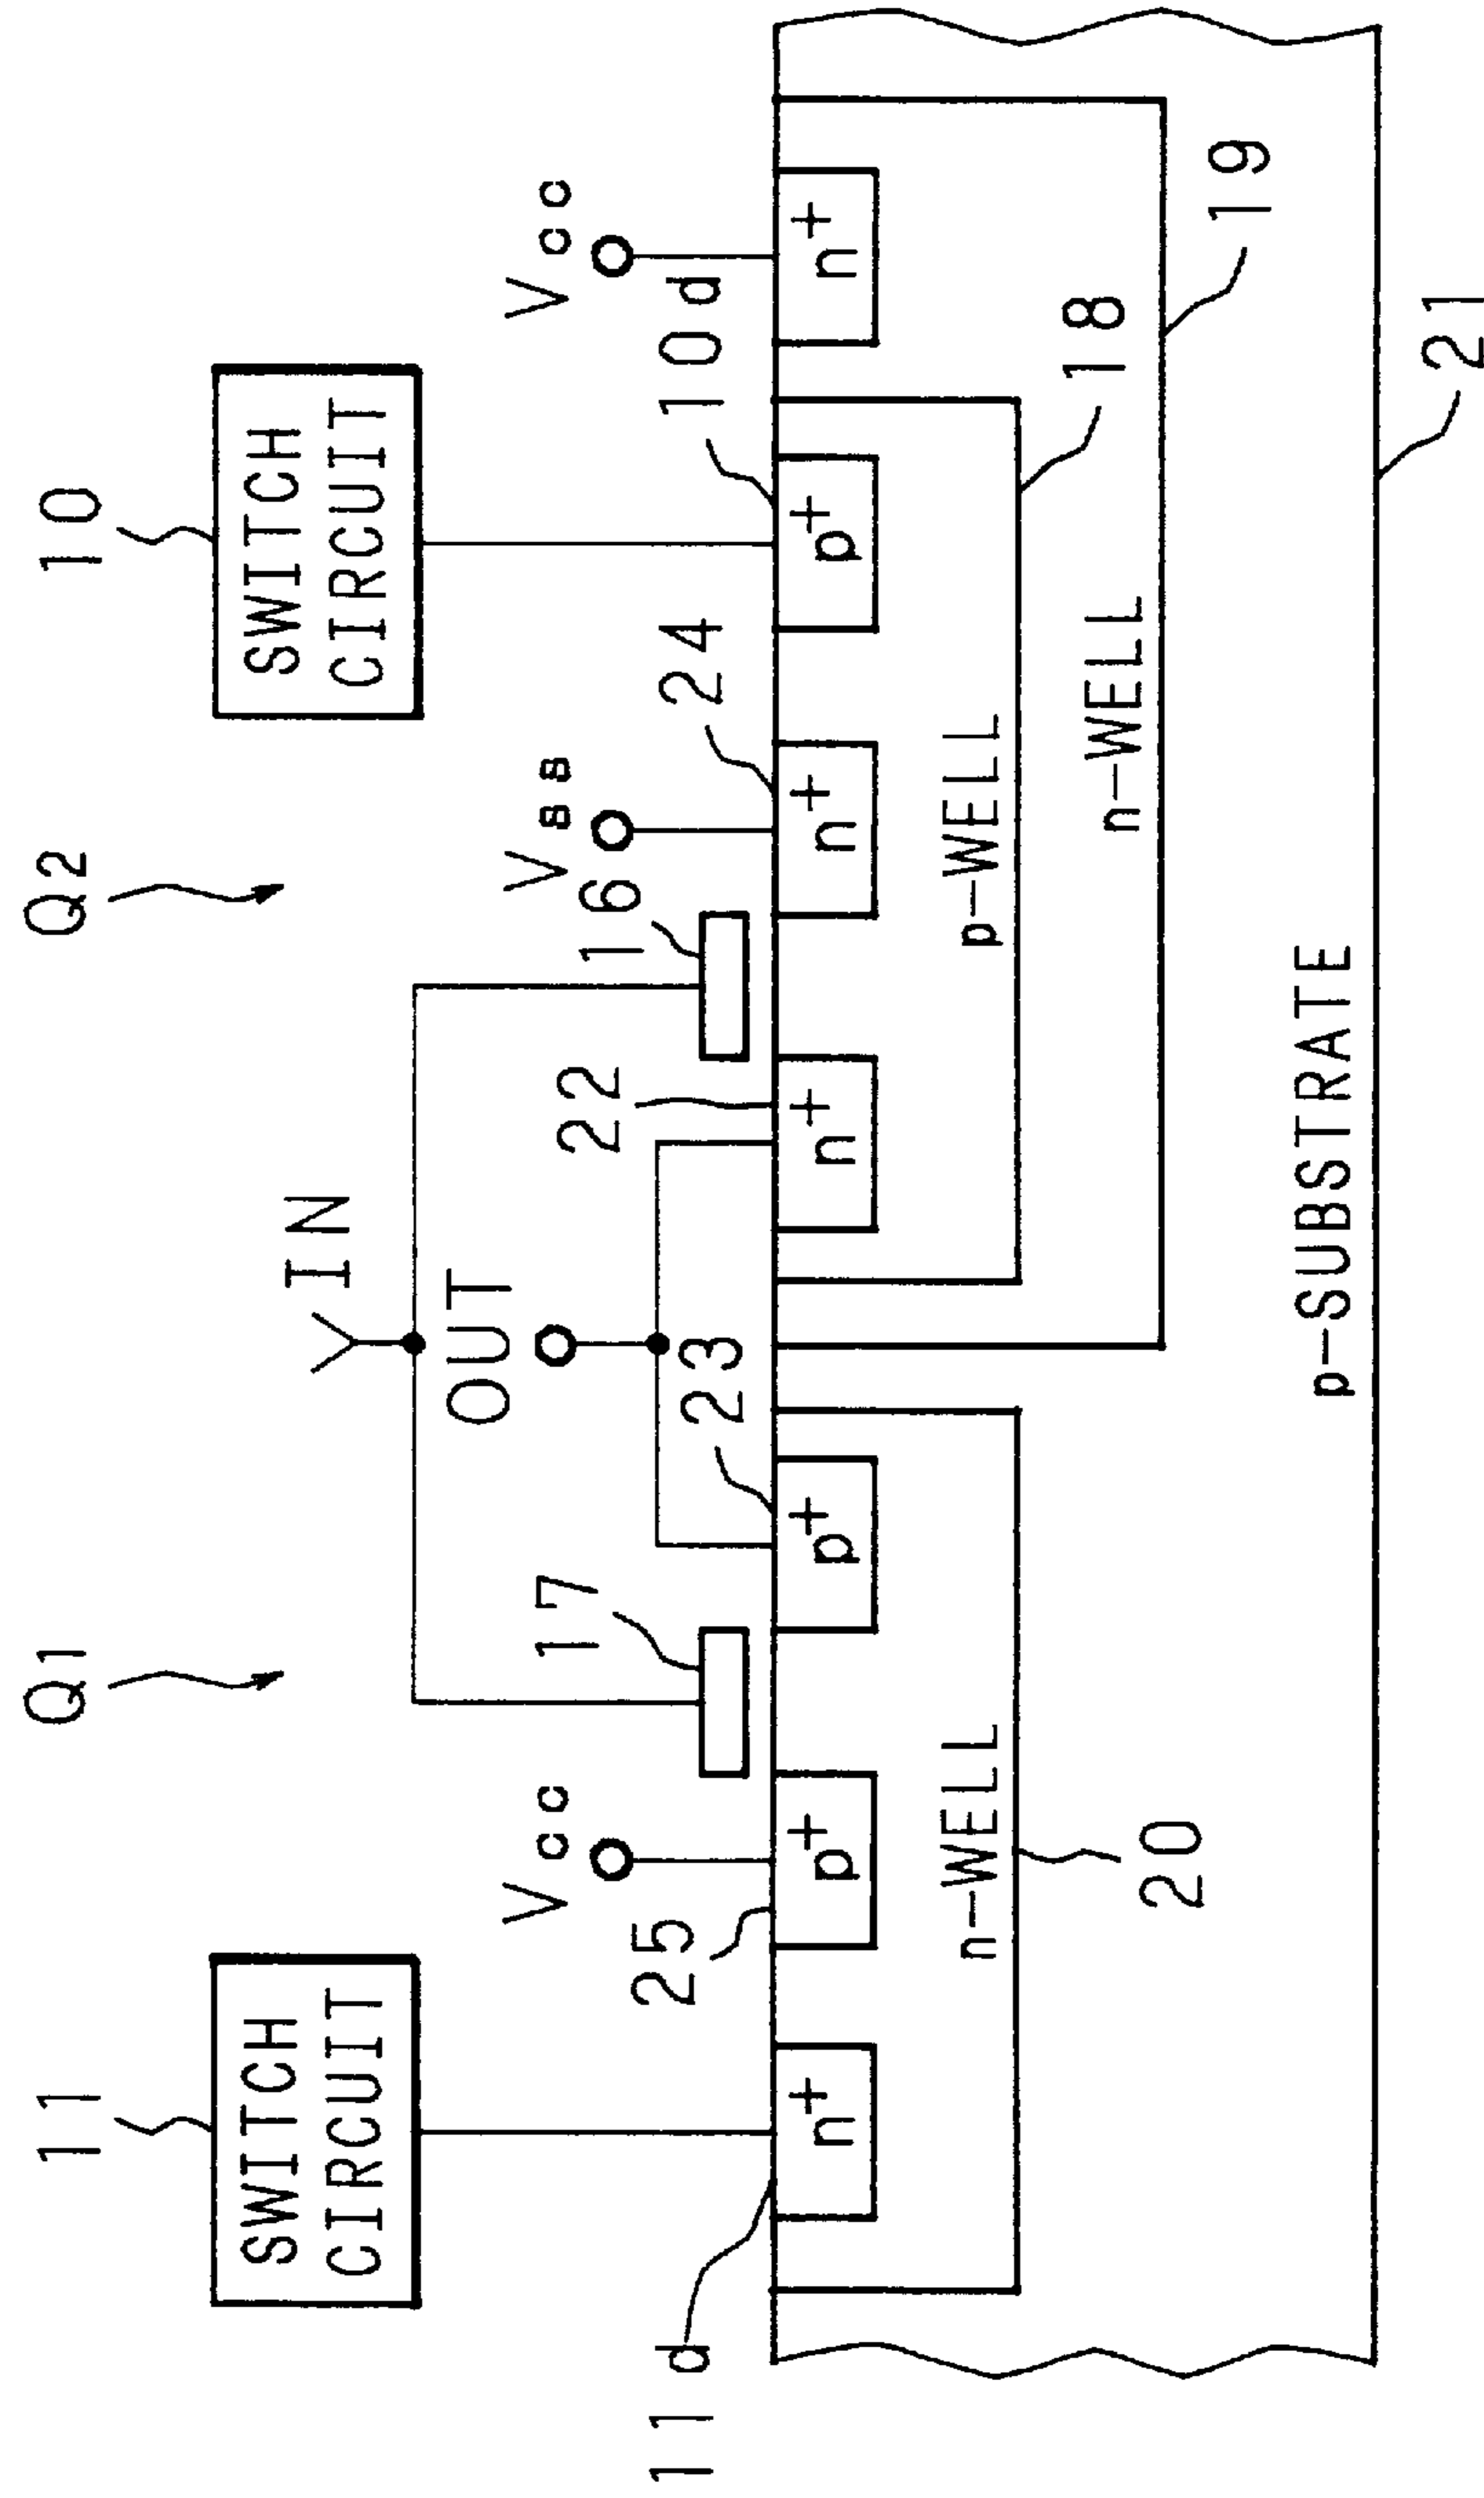 11
Q1
Q2
10
SWITCH
CIRCUIT
IN
SWITCH
CIRCUIT
OUT
Vcc
Vss
Vcc
17
22
16
11d
25
23
24
10d
n+
p+
p+
n+
n+
p+
n+
n-WELL
p-WELL
18
n-WELL
20
19
p-SUBSTRATE
21